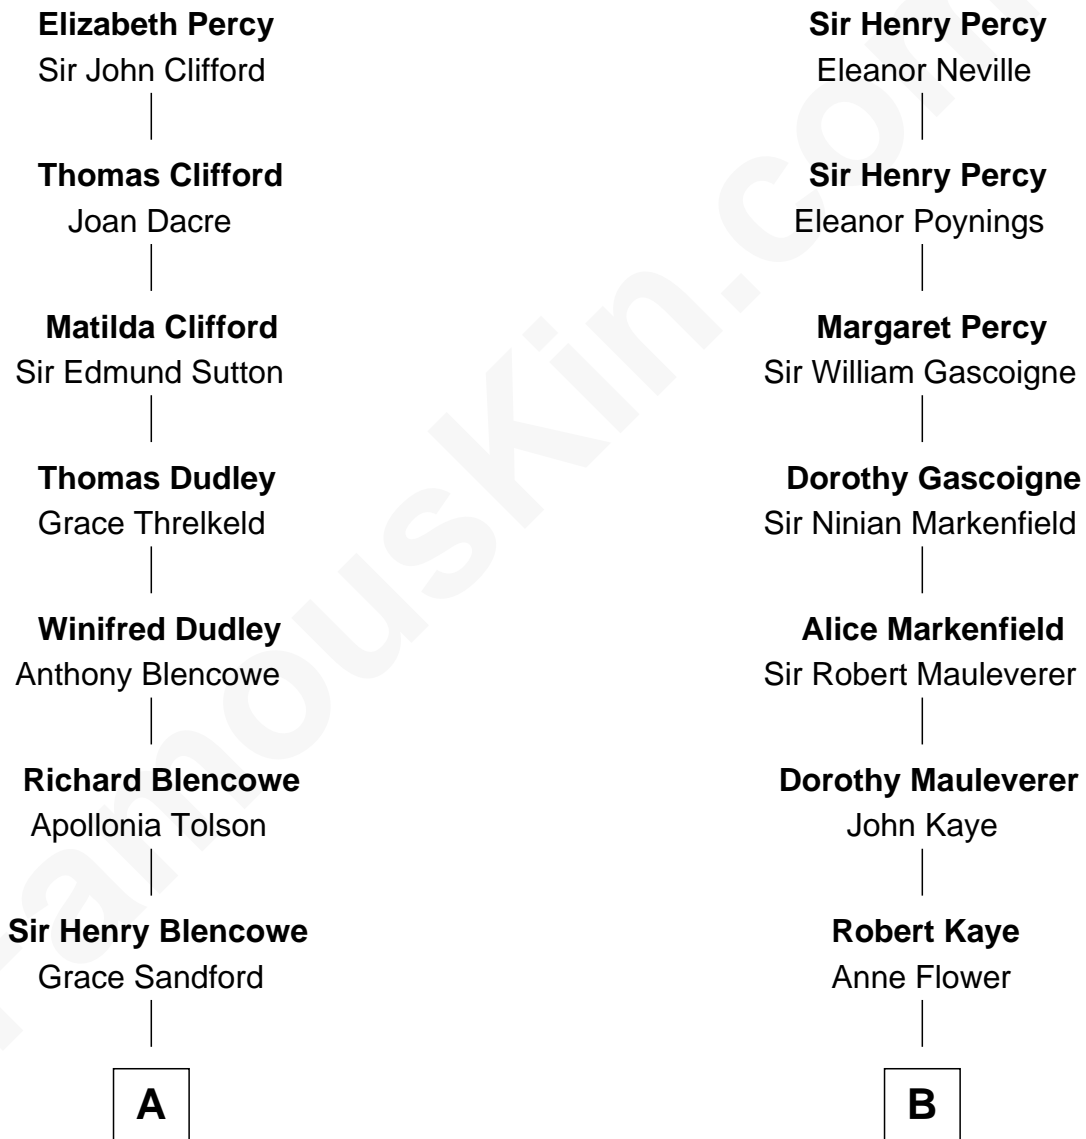 Elizabeth Percy
Sir John Clifford
Thomas Clifford
Joan Dacre
Matilda Clifford
Sir Edmund Sutton
Thomas Dudley
Grace Threlkeld
Winifred Dudley
Anthony Blencowe
Richard Blencowe
Apollonia Tolson
Sir Henry Blencowe
Grace Sandford
A
Sir Henry Percy
Eleanor Neville
Sir Henry Percy
Eleanor Poynings
Margaret Percy
Sir William Gascoigne
Dorothy Gascoigne
Sir Ninian Markenfield
Alice Markenfield
Sir Robert Mauleverer
Dorothy Mauleverer
John Kaye
Robert Kaye
Anne Flower
B
FamousKin.com